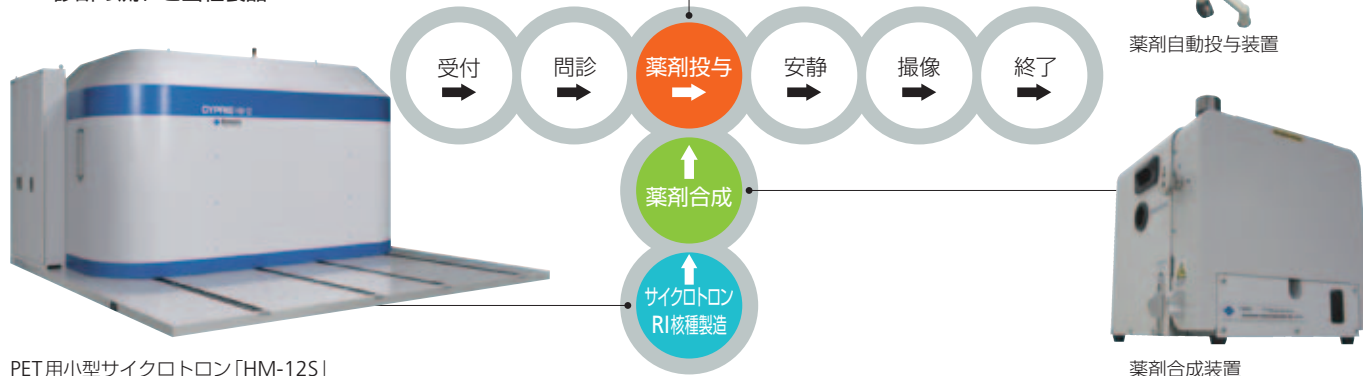 薬剤自動投与装置
受付
問診
薬剤投与
安静
撮像
終了
薬剤合成
サイクロトロン
RI核種製造
PET用小型サイクロトロン「HM-12S」
薬剤合成装置